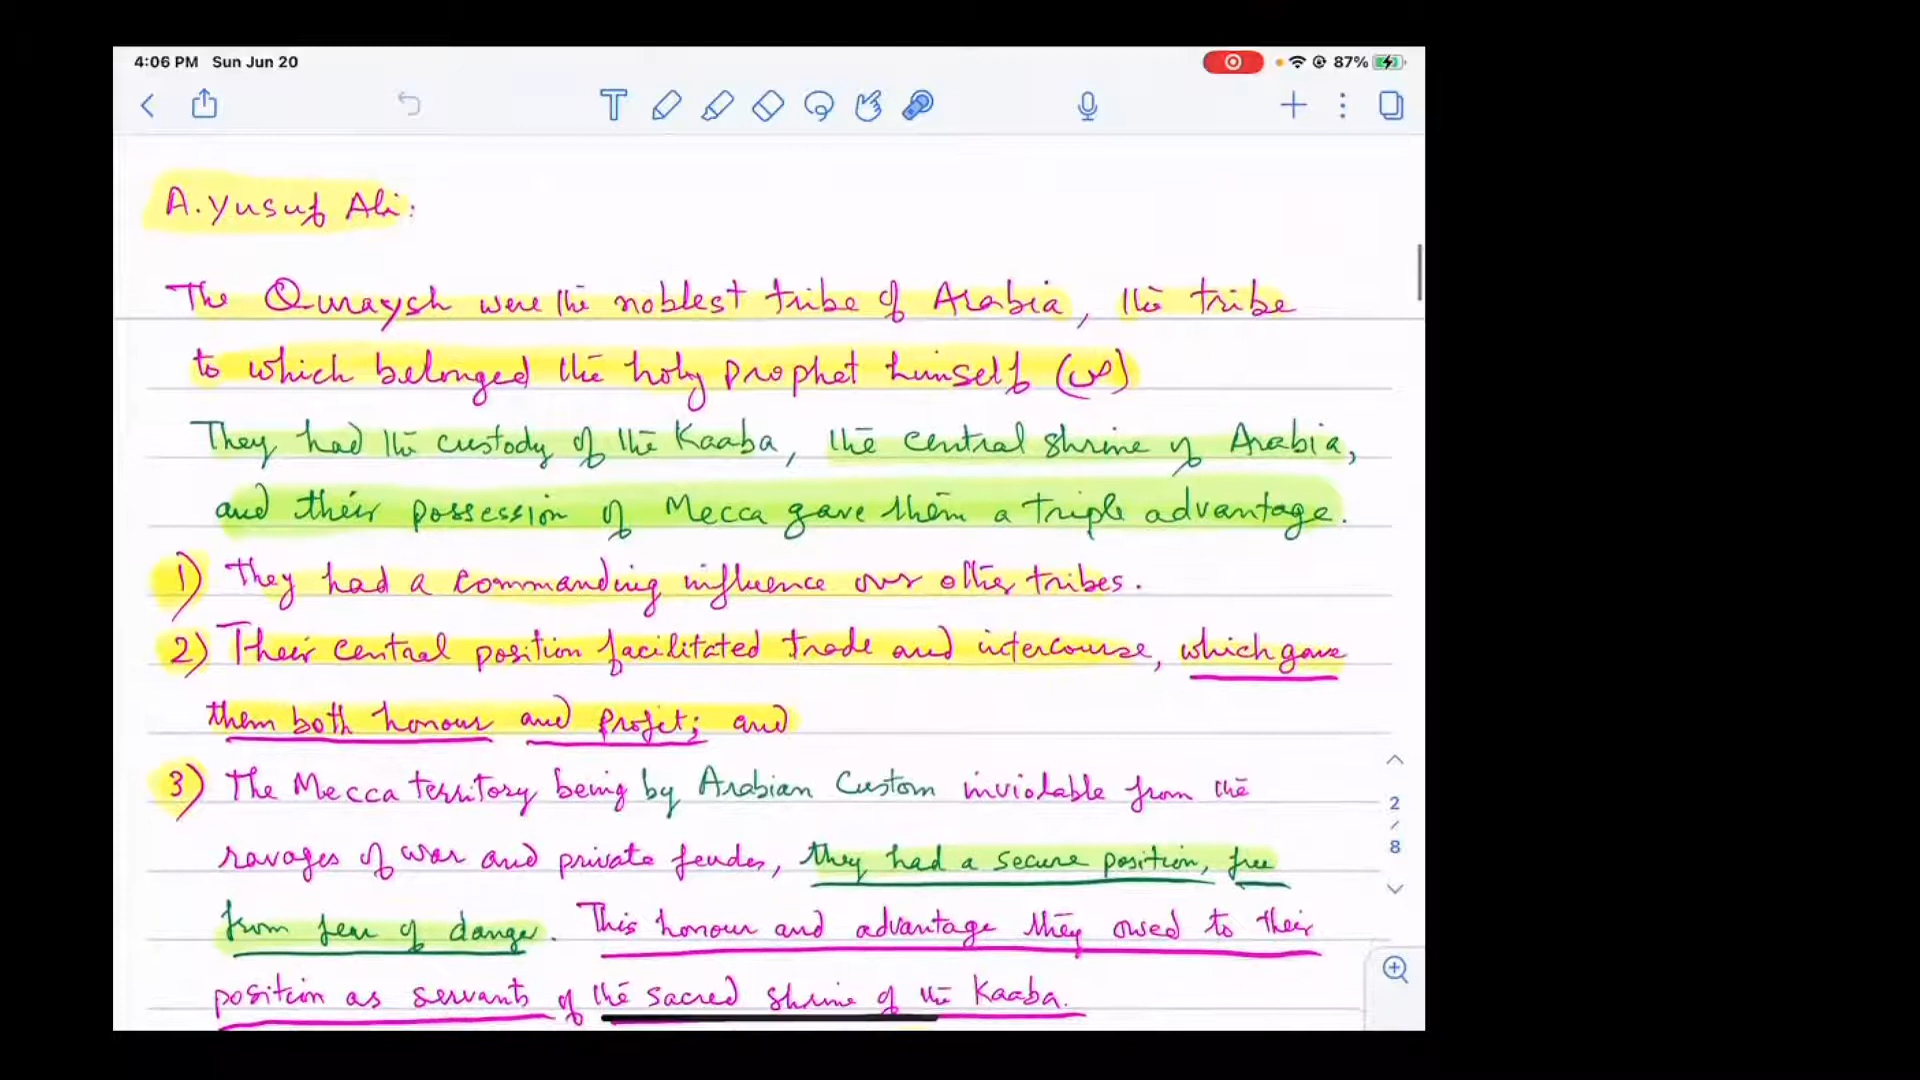 4:06 PM Sun Jun 20 87%
A. Yusuf Ali:
The Quraysh were the noblest tribe of Arabia, the tribe
to which belonged the holy prophet himself (ص)
They had the custody of the Kaaba, the central shrine of Arabia,
and their possession of Mecca gave them a triple advantage.
1) They had a commanding influence over other tribes.
2) Their central position facilitated trade and intercourse, which gave
them both honour and profit; and
3) The Mecca territory being by Arabian Custom inviolable from the
ravages of war and private feuds, they had a secure position, free
from fear of danger. This honour and advantage they owed to their
position as servants of the sacred shrine of the Kaaba.
2
/
8